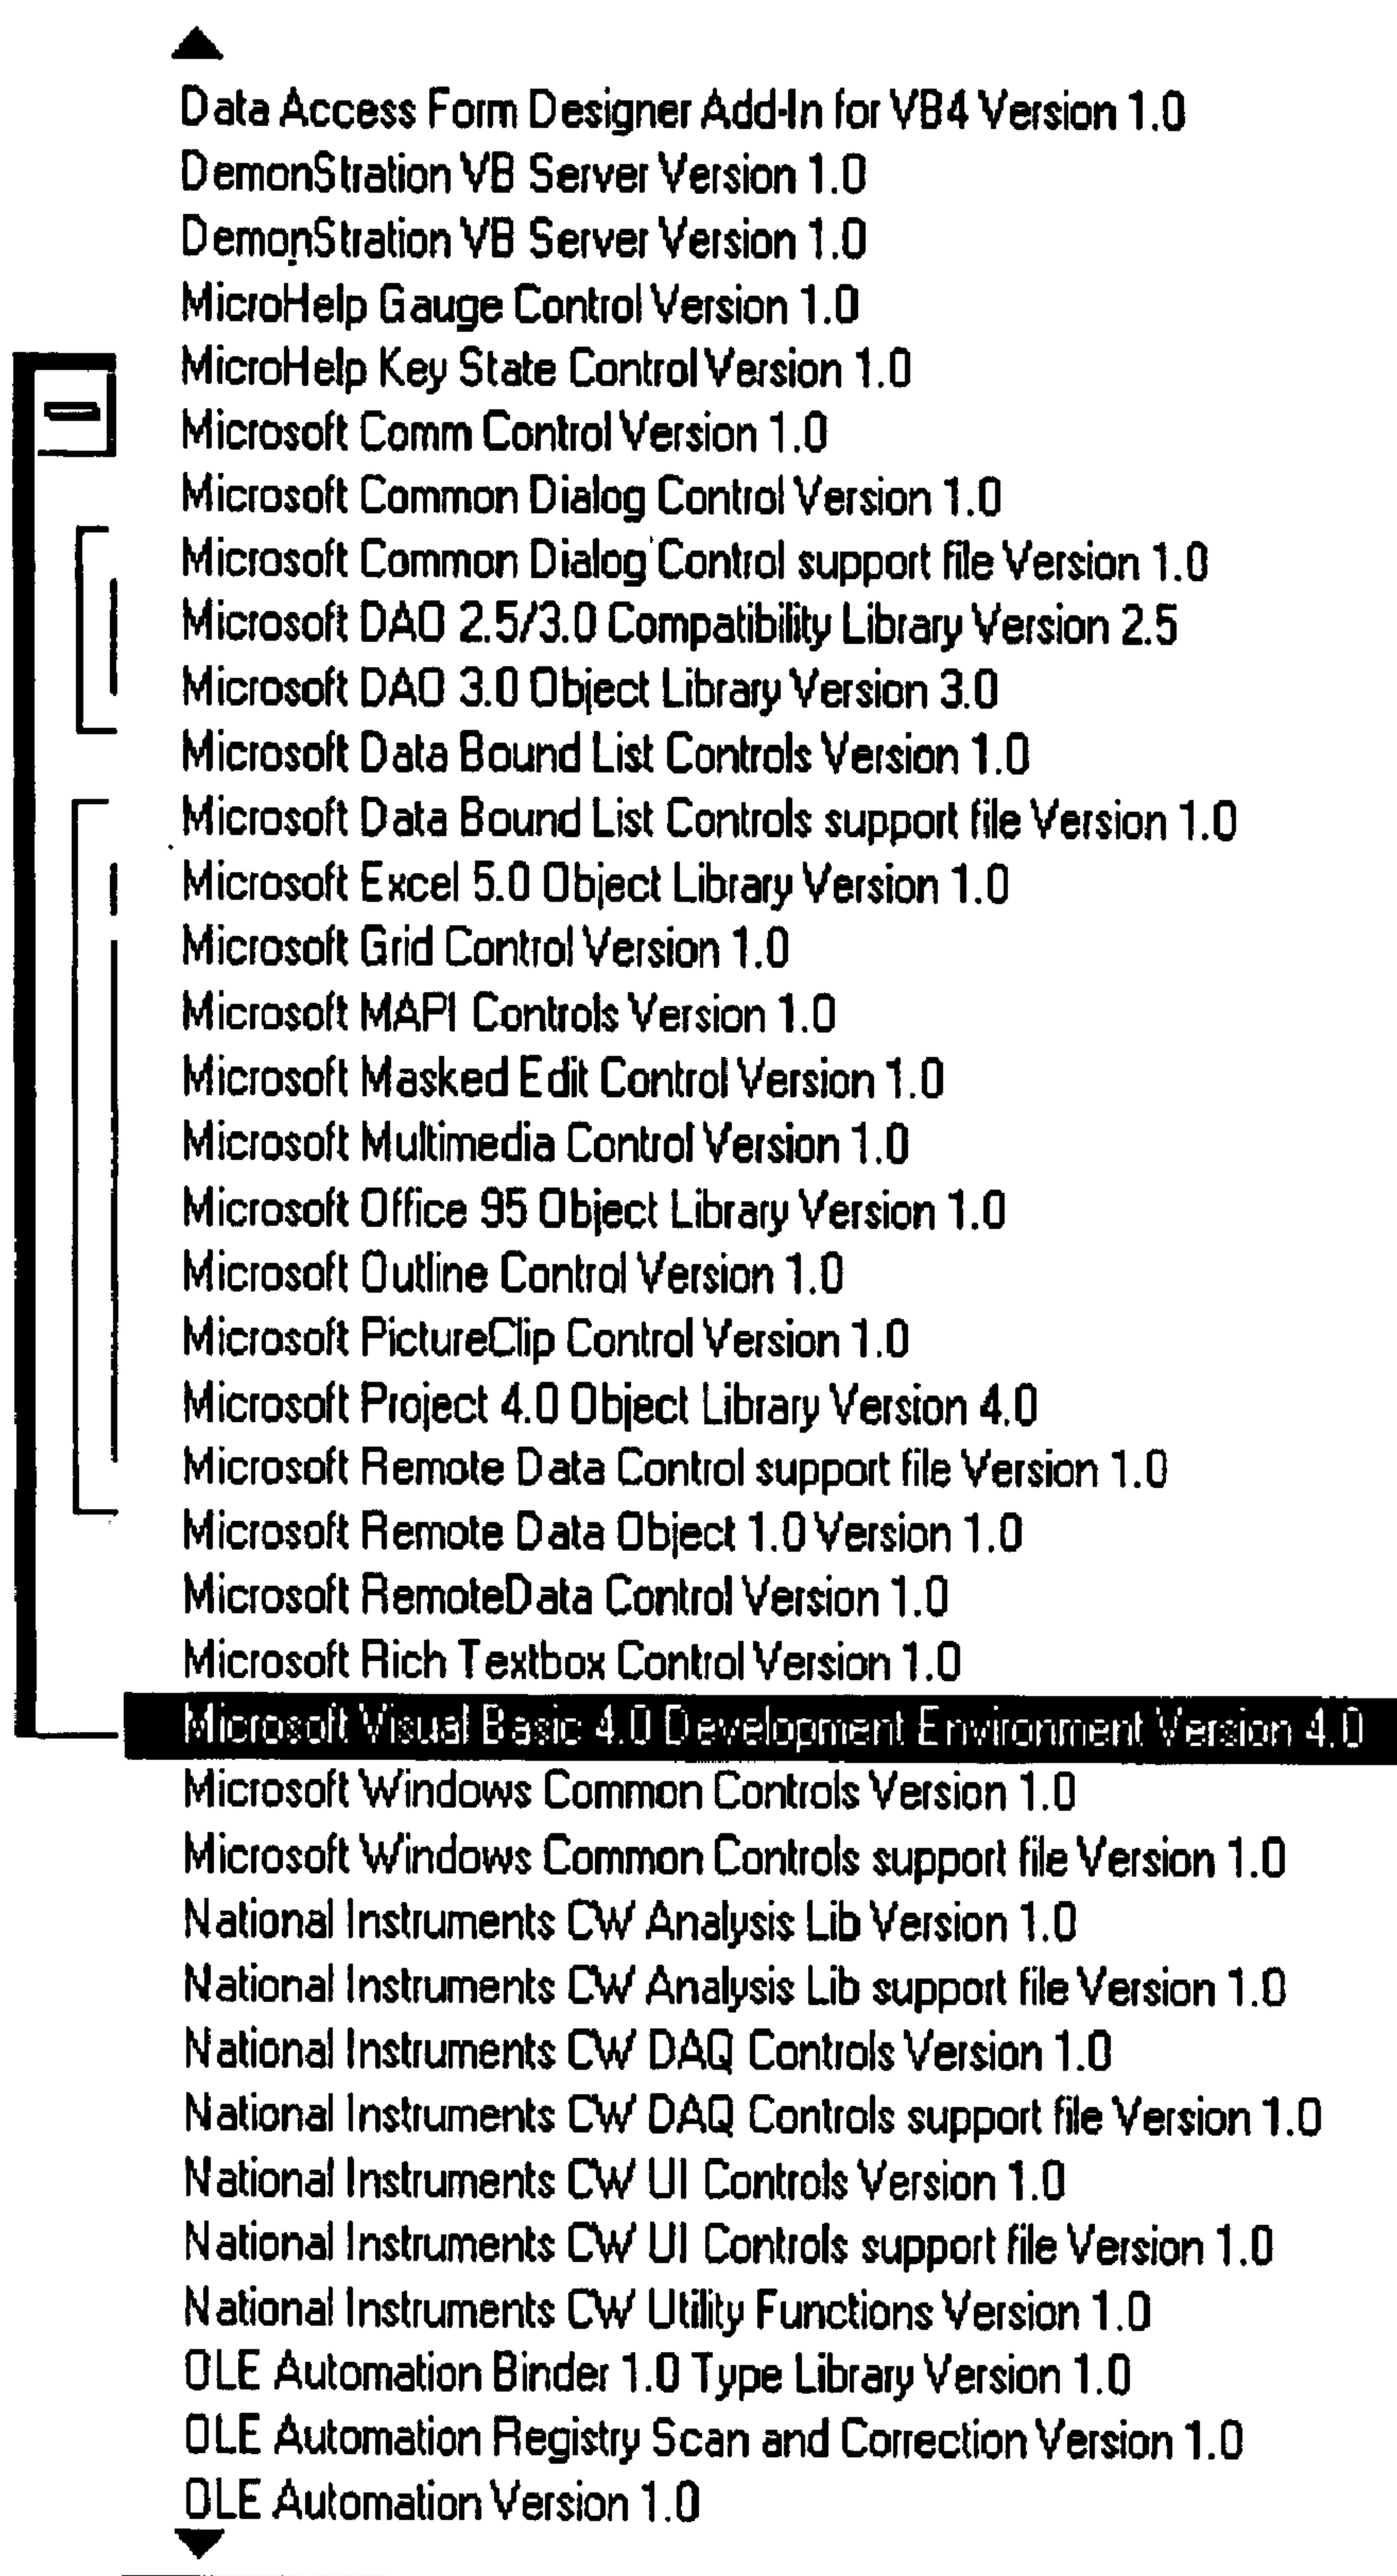 Data Access Form Designer Add-In for VB4 Version 1.0
DemonStration VB Server Version 1.0
DemonStration VB Server Version 1.0
MicroHelp Gauge Control Version 1.0
MicroHelp Key State Control Version 1.0
Microsoft Comm Control Version 1.0
Microsoft Common Dialog Control Version 1.0
Microsoft Common Dialog Control support file Version 1.0
Microsoft DAO 2.5/3.0 Compatibility Library Version 2.5
Microsoft DAO 3.0 Object Library Version 3.0
Microsoft Data Bound List Controls Version 1.0
Microsoft Data Bound List Controls support file Version 1.0
Microsoft Excel 5.0 Object Library Version 1.0
Microsoft Grid Control Version 1.0
Microsoft MAPI Controls Version 1.0
Microsoft Masked Edit Control Version 1.0
Microsoft Multimedia Control Version 1.0
Microsoft Office 95 Object Library Version 1.0
Microsoft Outline Control Version 1.0
Microsoft PictureClip Control Version 1.0
Microsoft Project 4.0 Object Library Version 4.0
Microsoft Remote Data Control support file Version 1.0
Microsoft Remote Data Object 1.0 Version 1.0
Microsoft RemoteData Control Version 1.0
Microsoft Rich Textbox Control Version 1.0
Microsoft Visual Basic 4.0 Development Environment Version 4.0
Microsoft Windows Common Controls Version 1.0
Microsoft Windows Common Controls support file Version 1.0
National Instruments CW Analysis Lib Version 1.0
National Instruments CW Analysis Lib support file Version 1.0
National Instruments CW DAQ Controls Version 1.0
National Instruments CW DAQ Controls support file Version 1.0
National Instruments CW UI Controls Version 1.0
National Instruments CW UI Controls support file Version 1.0
National Instruments CW Utility Functions Version 1.0
OLE Automation Binder 1.0 Type Library Version 1.0
OLE Automation Registry Scan and Correction Version 1.0
OLE Automation Version 1.0